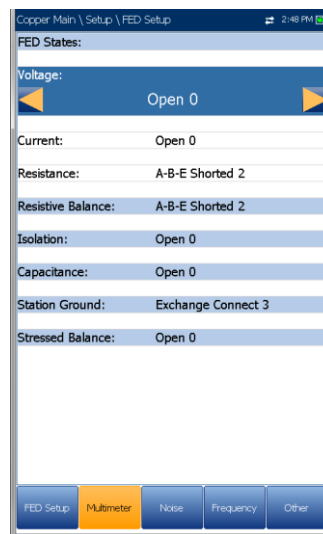 Copper Main \ Setup \ FED Setup 2:48 PM
FED States:
Voltage:
Open 0
Current: Open 0
Resistance: A-B-E Shorted 2
Resistive Balance: A-B-E Shorted 2
Isolation: Open 0
Capacitance: Open 0
Station Ground: Exchange Connect 3
Stressed Balance: Open 0
FED Setup Multimeter Noise Frequency Other